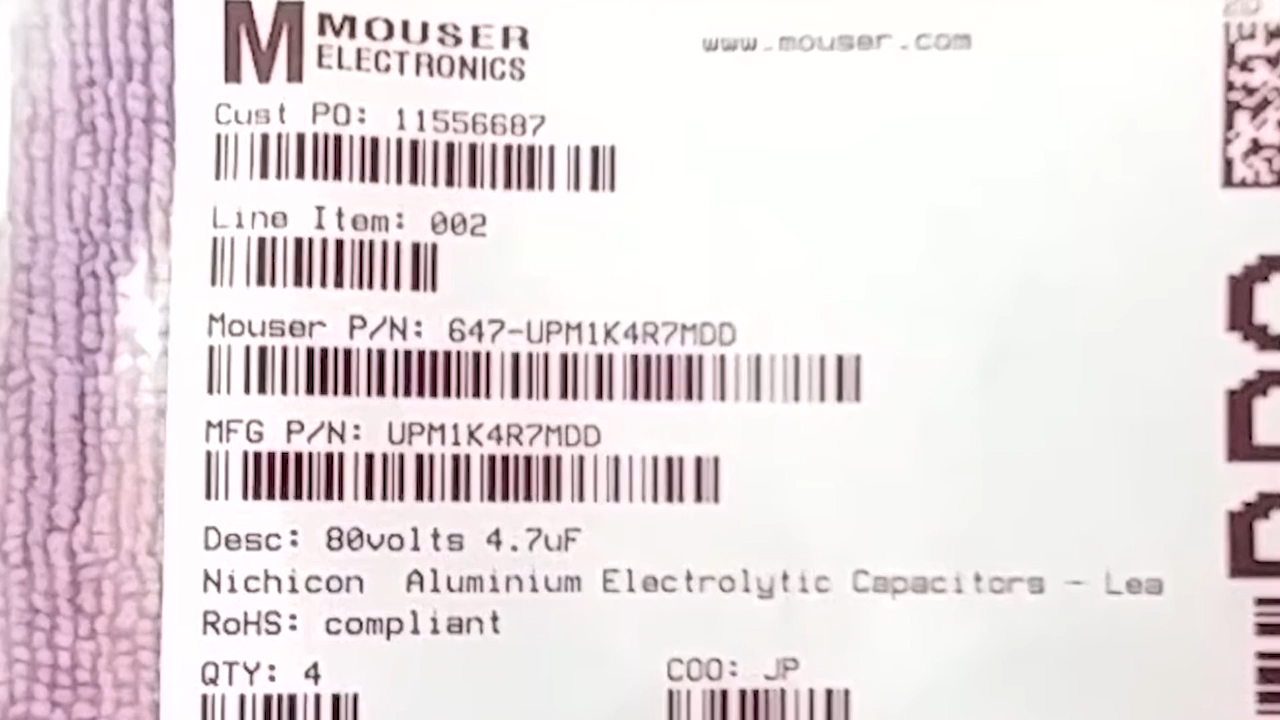 M MOUSER
ELECTRONICS
www.mouser.com
Cust PO: 11556687
Line Item: 002
Mouser P/N: 647-UPM1K4R7MDD
MFG P/N: UPM1K4R7MDD
Desc: 80volts 4.7uF
Nichicon Aluminium Electrolytic Capacitors - Lea
RoHS: compliant
QTY: 4
COO: JP